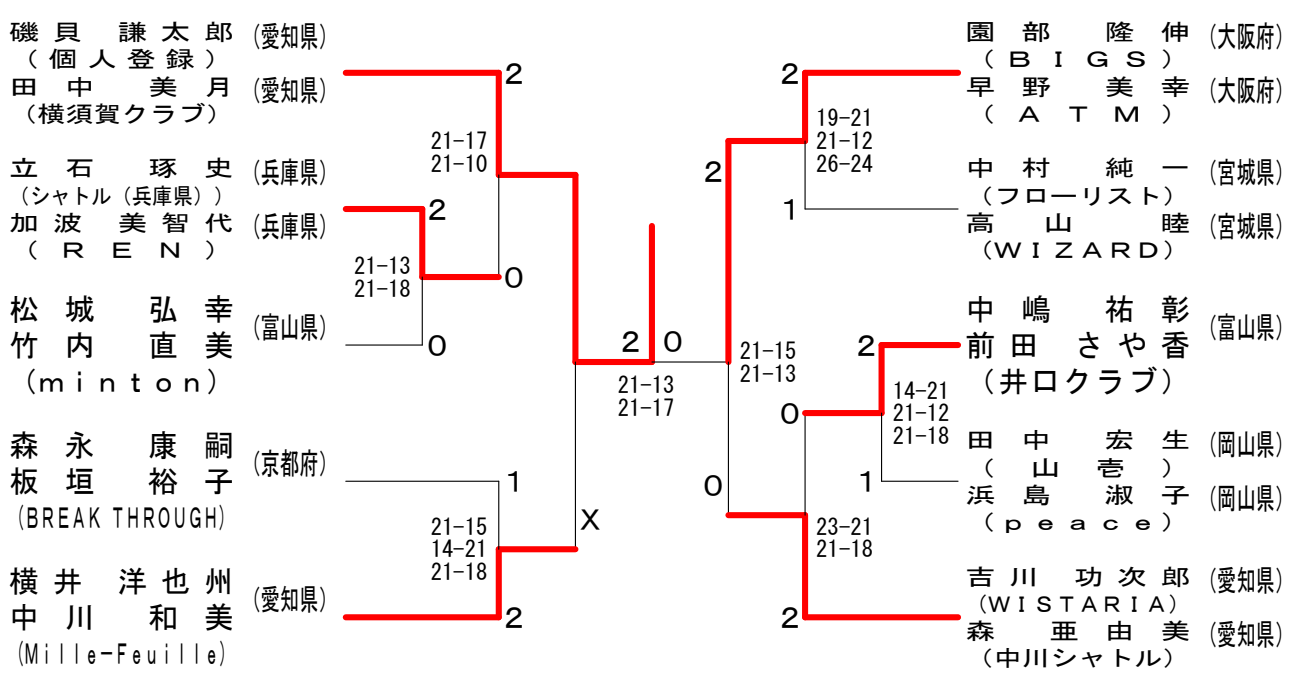 磯貝 謙太郎 (愛知県)
(個人登録)
田中 美月 (愛知県)
(横須賀クラブ)
立石 琢史 (兵庫県)
(シャトル(兵庫県))
加波 美智代 (兵庫県)
(REN)
松城 弘幸
竹内 直美
(富山県)
(minton)
森永 康嗣
板垣 裕子
(京都府)
(BREAK THROUGH)
横井 洋也州
中川 和美
(愛知県)
(Mille-Feuille)
2
21-17
21-10
2
21-13
21-18
0
0
1
21-15
14-21
21-18
X
2
2 0
21-13
21-17
2
19-21
21-12
26-24
2
1
21-15
21-13
2
0
14-21
21-12
21-18
0
1
23-21
21-18
2
園部 隆伸 (大阪府)
(BIGS)
早野 美幸 (大阪府)
(ATM)
中村 純一 (宮城県)
(フローリスト)
高山 睦 (宮城県)
(WIZARD)
中嶋 祐彰
前田 さや香
(富山県)
(井口クラブ)
田中 宏生 (岡山県)
(山壱)
浜島 淑子 (岡山県)
(peace)
吉川 功次郎 (愛知県)
(WISTARIA)
森 亜由美 (愛知県)
(中川シャトル)